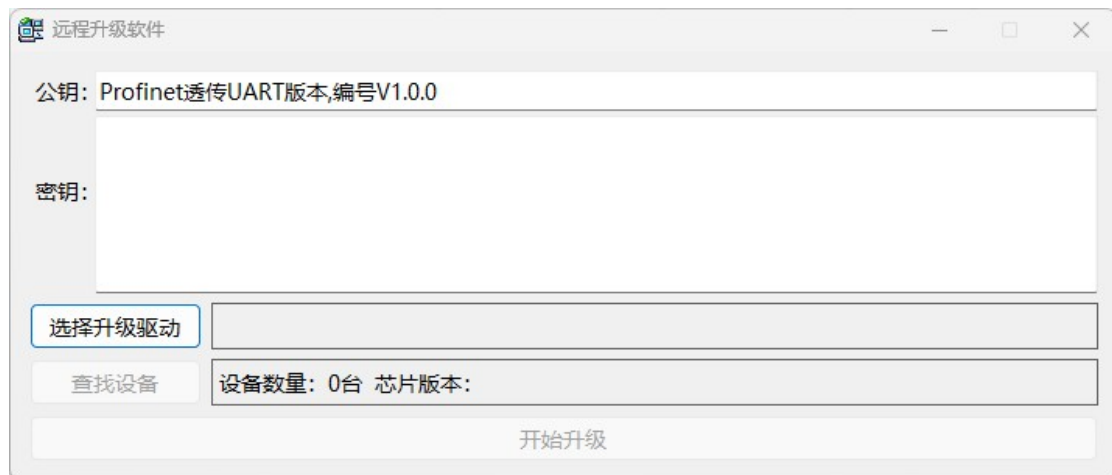 远程升级软件
公钥：Profinet透传UART版本,编号V1.0.0
密钥：
选择升级驱动
查找设备 设备数量：0台 芯片版本：
开始升级